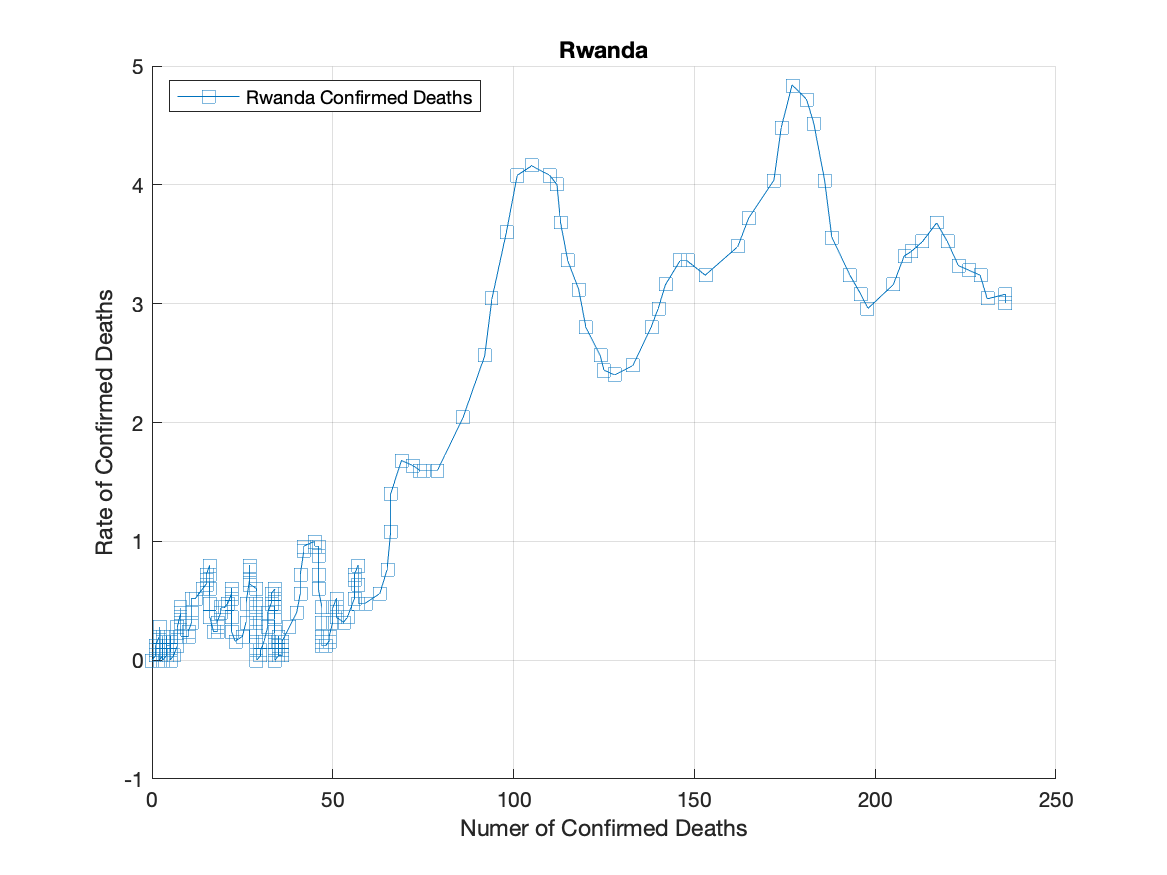 Rwanda
Rwanda Confirmed Deaths
5
4
3
2
1
0
-1
Rate of Confirmed Deaths
0 50 100 150 200 250
Numer of Confirmed Deaths